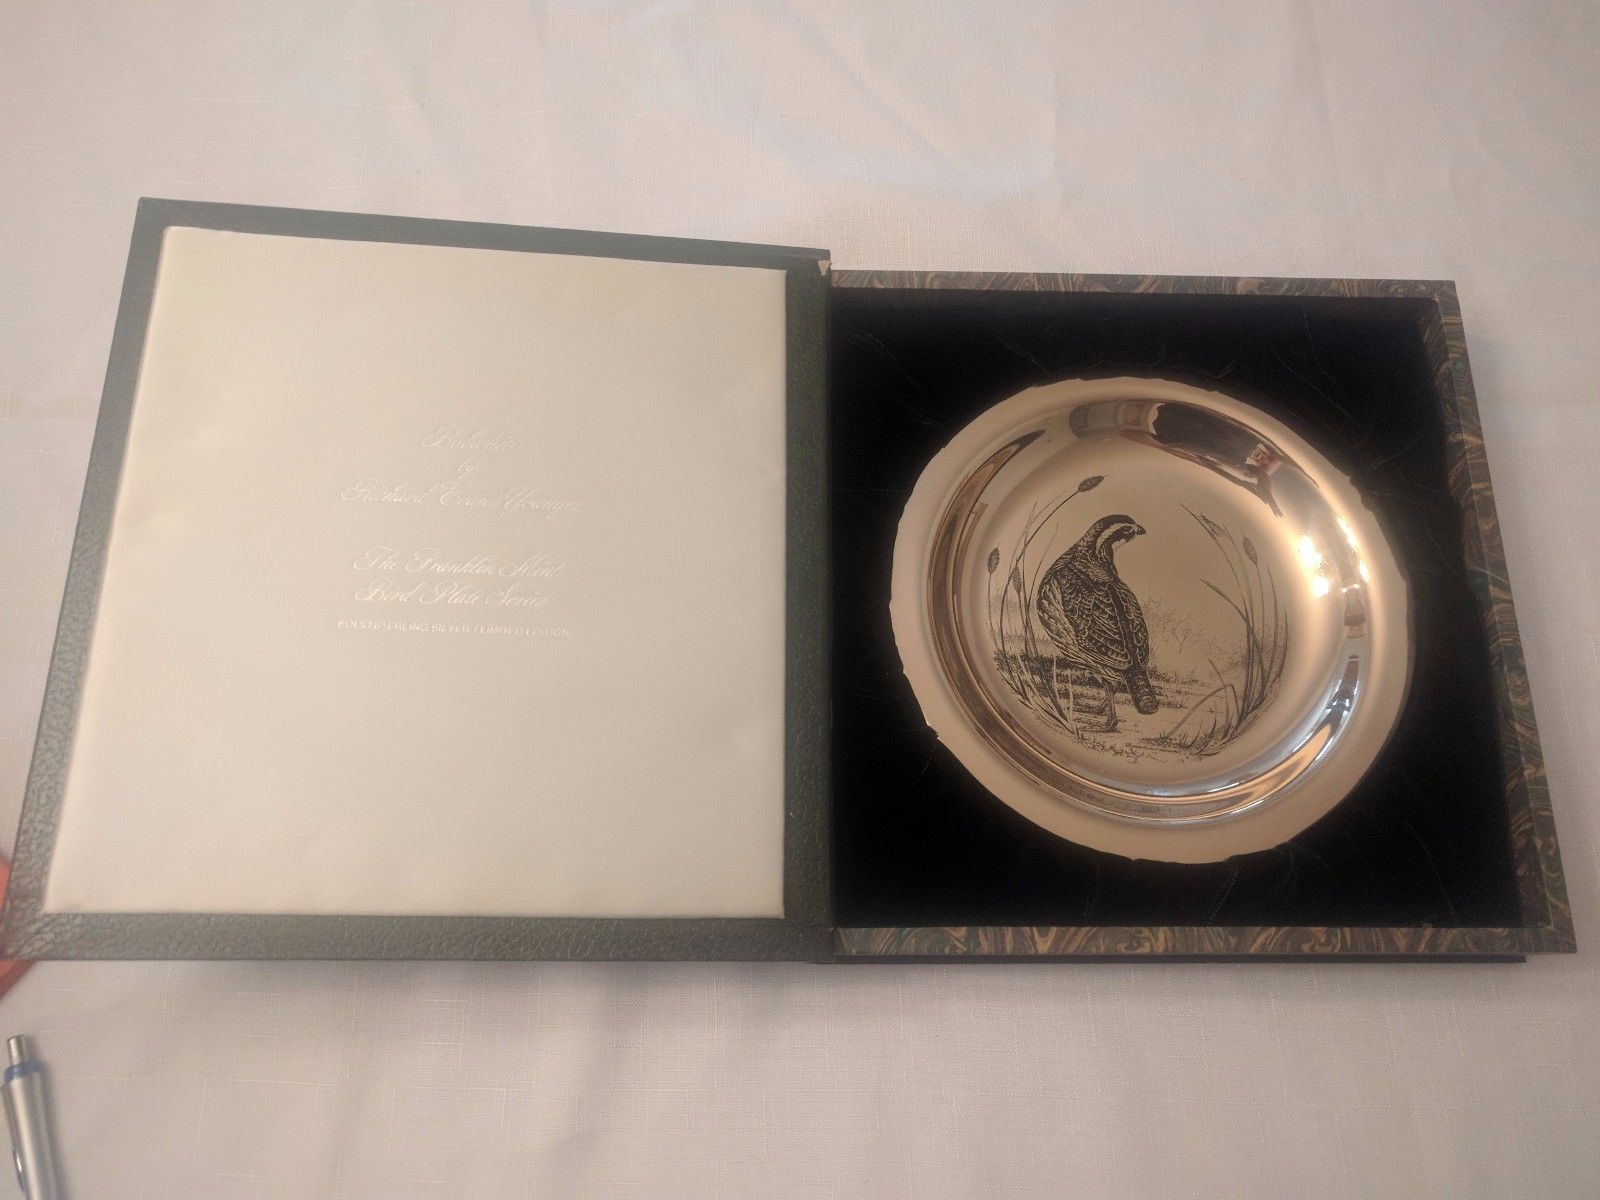 Bobwhite
by
Richard Evans Younger
The Franklin Mint
Bird Plate Series
SOLID STERLING SILVER / LIMITED EDITION